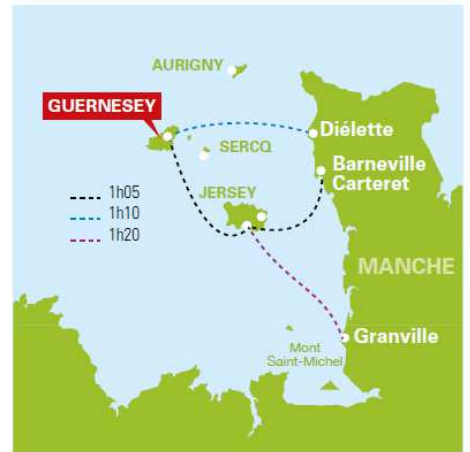 AURIGNY
GUERNESEY
Diélette
SERCQ
Barneville
Carteret
JERSEY
1h05
1h10
1h20
MANCHE
Granville
Mont
Saint-Michel